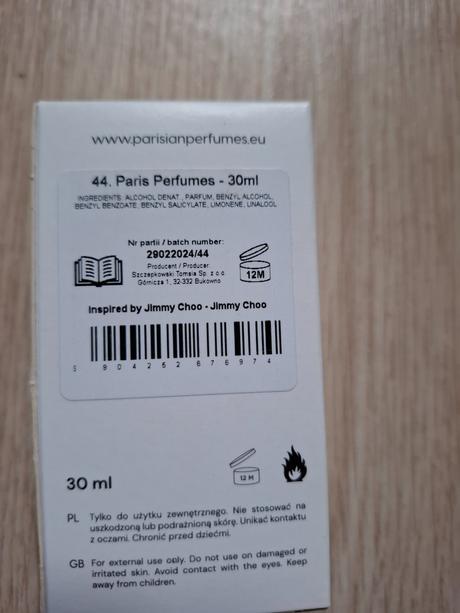 www.parisianperfumes.eu
44. Paris Perfumes - 30ml
INGREDIENTS: ALCOHOL DENAT., PARFUM, BENZYL ALCOHOL,
BENZYL BENZOATE, BENZYL SALICYLATE, LIMONENE, LINALOOL
Nr partii / batch number:
29022024/44
Producent / Producer
Szczepkowski Tomsia Sp. z o.o.
Górnicza 1, 32-332 Bukowno
12M
Inspired by Jimmy Choo - Jimmy Choo
5 904252 676974
30 ml
12 M
PL Tylko do użytku zewnętrznego. Nie stosować na
uszkodzoną lub podrażnioną skórę. Unikać kontaktu
z oczami. Chronić przed dziećmi.
GB For external use only. Do not use on damaged or
irritated skin. Avoid contact with the eyes. Keep
away from children.